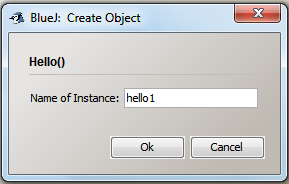 BlueJ: Create Object
Hello()
Name of Instance: hello1
Ok Cancel